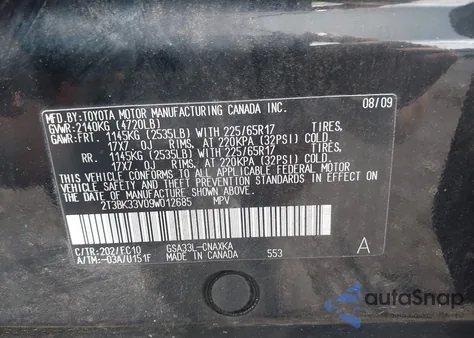 MFD.BY:TOYOTA MOTOR MANUFACTURING CANADA INC. 08/09
GVWR:2140KG (4720LB)
GAWR:FRT. 1145KG (2535LB) WITH 225/65R17 TIRES,
17X7. OJ RIMS, AT 220KPA (32PSI) COLD.
RR. 1145KG (2535LB) WITH 225/65R17 TIRES,
17X7. OJ RIMS, AT 220KPA (32PSI) COLD.
THIS VEHICLE CONFORMS TO ALL APPLICABLE FEDERAL MOTOR
VEHICLE SAFETY AND THEFT PREVENTION STANDARDS IN EFFECT ON
THE DATE OF MANUFACTURE SHOWN ABOVE.
2T3BK33V09W012685 MPV
C/TR:202/FC10 GSA33L-CNAXKA A
A/TM:-03A/U151F MADE IN CANADA 553
autoSnap